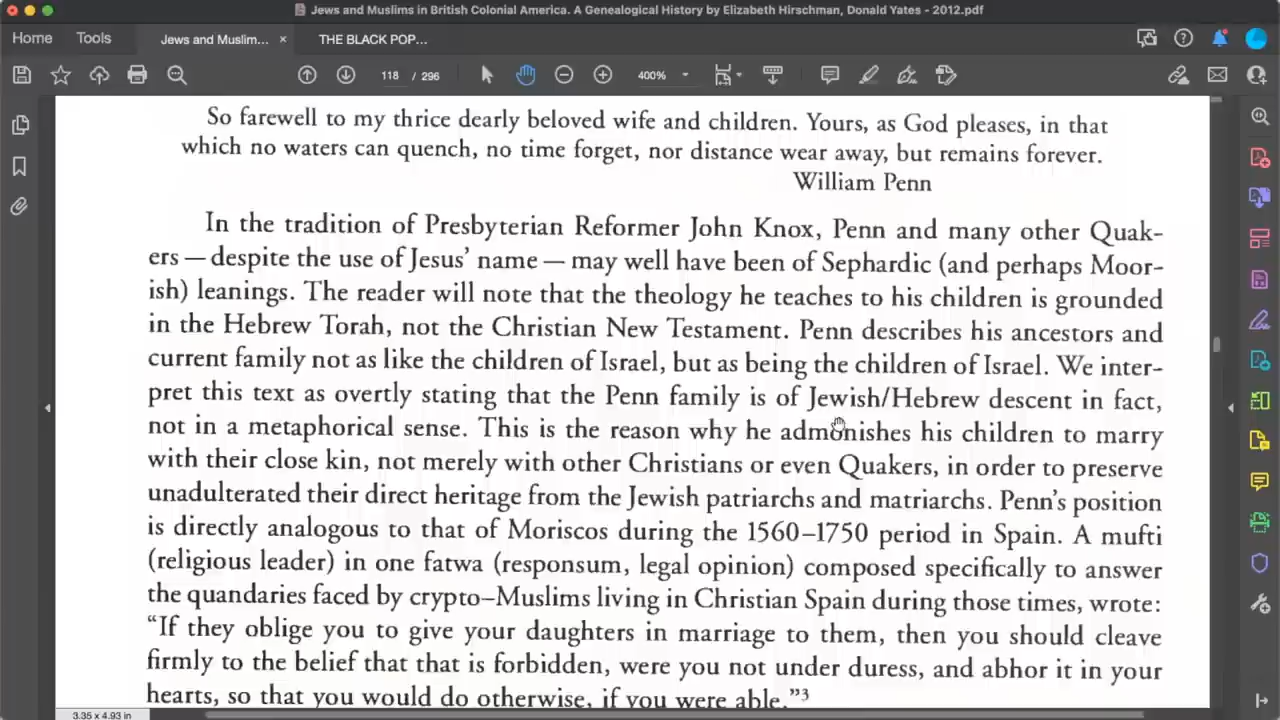 Jews and Muslims in British Colonial America. A Genealogical History by Elizabeth Hirschman, Donald Yates - 2012.pdf
Home Tools Jews and Muslim... × THE BLACK POP...
118 / 296 400%
So farewell to my thrice dearly beloved wife and children. Yours, as God pleases, in that
which no waters can quench, no time forget, nor distance wear away, but remains forever.
William Penn
In the tradition of Presbyterian Reformer John Knox, Penn and many other Quak-
ers — despite the use of Jesus' name — may well have been of Sephardic (and perhaps Moor-
ish) leanings. The reader will note that the theology he teaches to his children is grounded
in the Hebrew Torah, not the Christian New Testament. Penn describes his ancestors and
current family not as like the children of Israel, but as being the children of Israel. We inter-
pret this text as overtly stating that the Penn family is of Jewish/Hebrew descent in fact,
not in a metaphorical sense. This is the reason why he admonishes his children to marry
with their close kin, not merely with other Christians or even Quakers, in order to preserve
unadulterated their direct heritage from the Jewish patriarchs and matriarchs. Penn's position
is directly analogous to that of Moriscos during the 1560–1750 period in Spain. A mufti
(religious leader) in one fatwa (responsum, legal opinion) composed specifically to answer
the quandaries faced by crypto–Muslims living in Christian Spain during those times, wrote:
"If they oblige you to give your daughters in marriage to them, then you should cleave
firmly to the belief that that is forbidden, were you not under duress, and abhor it in your
hearts, so that you would do otherwise, if you were able."3
3.35 x 4.93 in